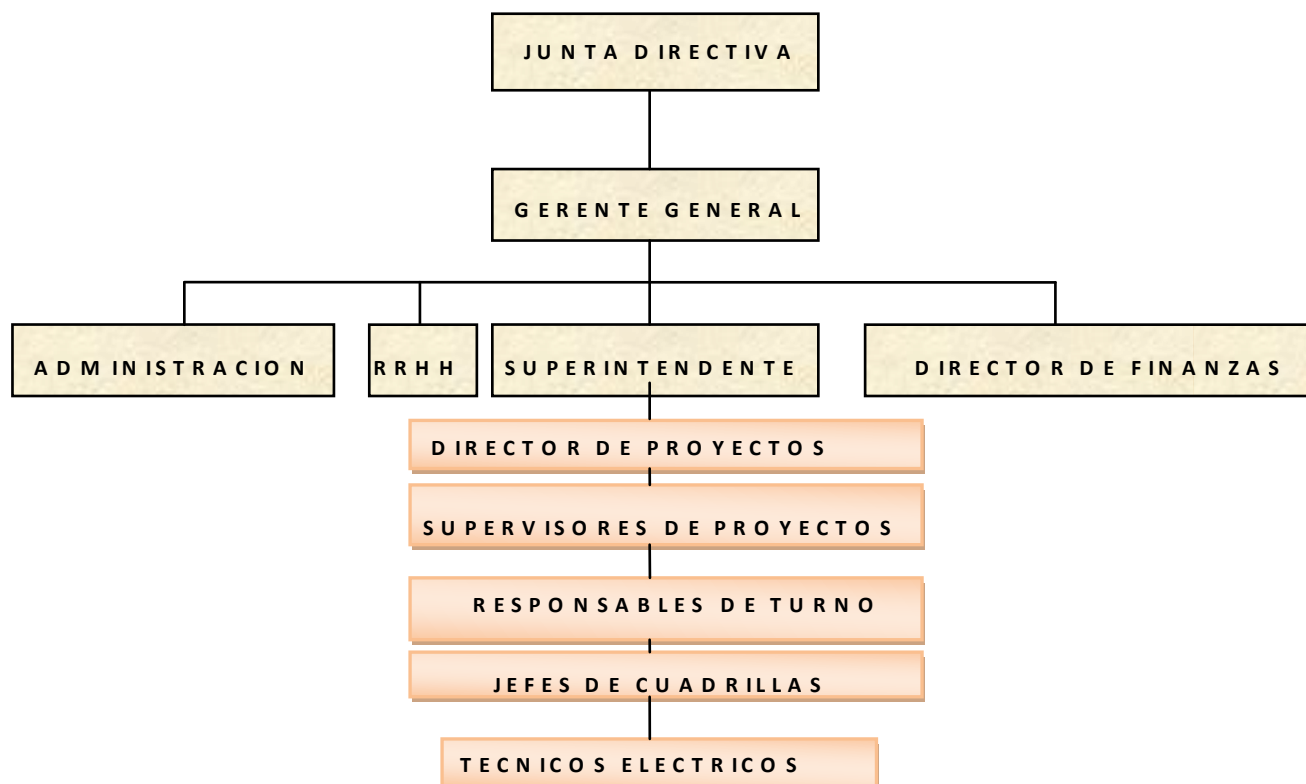 JUNTA DIRECTIVA
GERENTE GENERAL
ADMINISTRACION
RRHH
SUPERINTENDENTE
DIRECTOR DE FINANZAS
DIRECTOR DE PROYECTOS
SUPERVISORES DE PROYECTOS
RESPONSABLES DE TURNO
JEFES DE CUADRILLAS
TECNICOS ELECTRICOS